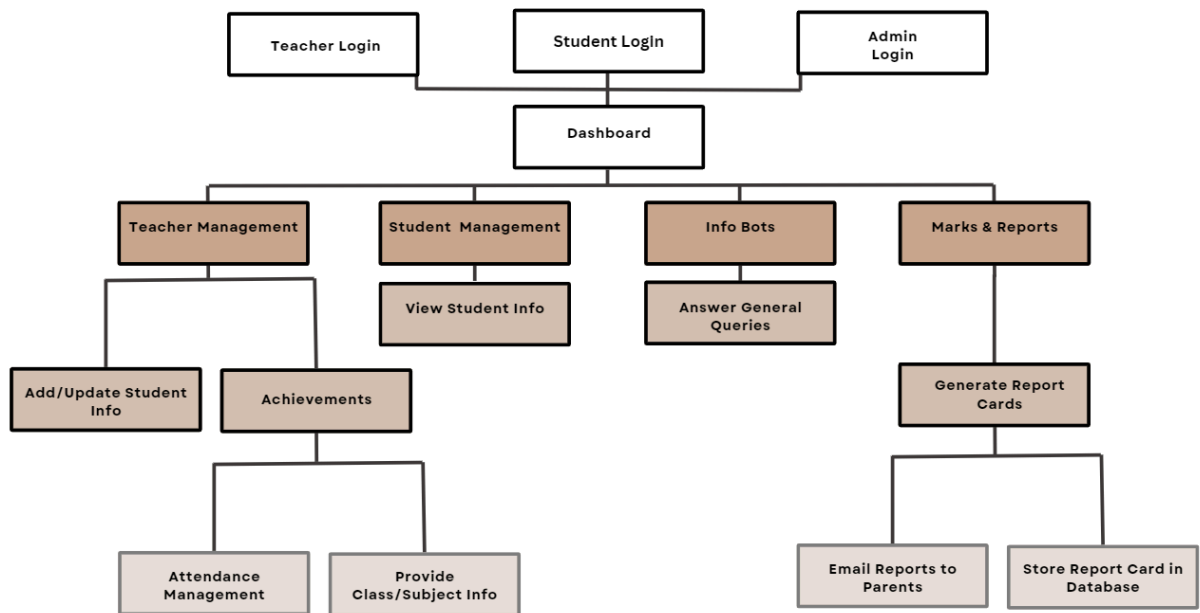 Teacher Login
Student Login
Admin
Login
Dashboard
Teacher Management
Student Management
Info Bots
Marks & Reports
View Student Info
Answer General
Queries
Add/Update Student
Info
Achievements
Generate Report
Cards
Attendance
Management
Provide
Class/Subject Info
Email Reports to
Parents
Store Report Card in
Database